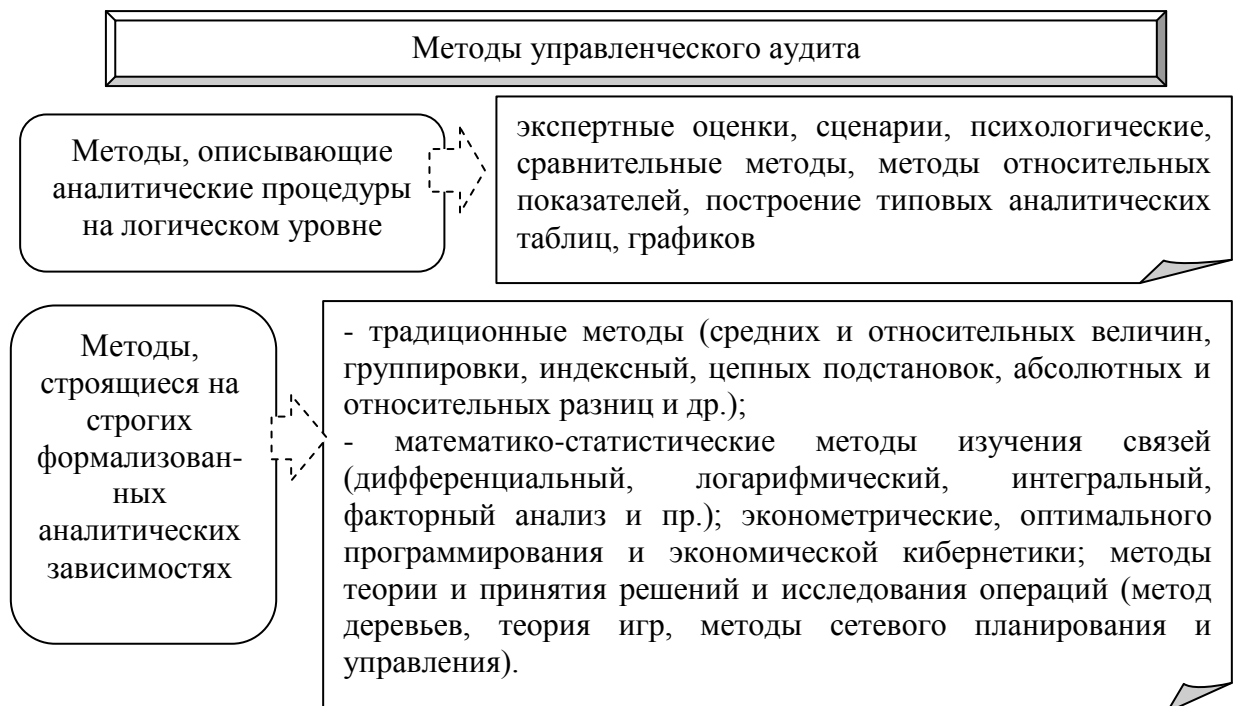 Методы управленческого аудита
Методы, описывающие
аналитические процедуры
на логическом уровне
экспертные оценки, сценарии, психологические,
сравнительные методы, методы относительных
показателей, построение типовых аналитических
таблиц, графиков
Методы,
строящиеся на
строгих
формализован-
ных
аналитических
зависимостях
- традиционные методы (средних и относительных величин,
группировки, индексный, цепных подстановок, абсолютных и
относительных разниц и др.);
- математико-статистические методы изучения связей
(дифференциальный, логарифмический, интегральный,
факторный анализ и пр.); эконометрические, оптимального
программирования и экономической кибернетики; методы
теории и принятия решений и исследования операций (метод
деревьев, теория игр, методы сетевого планирования и
управления).